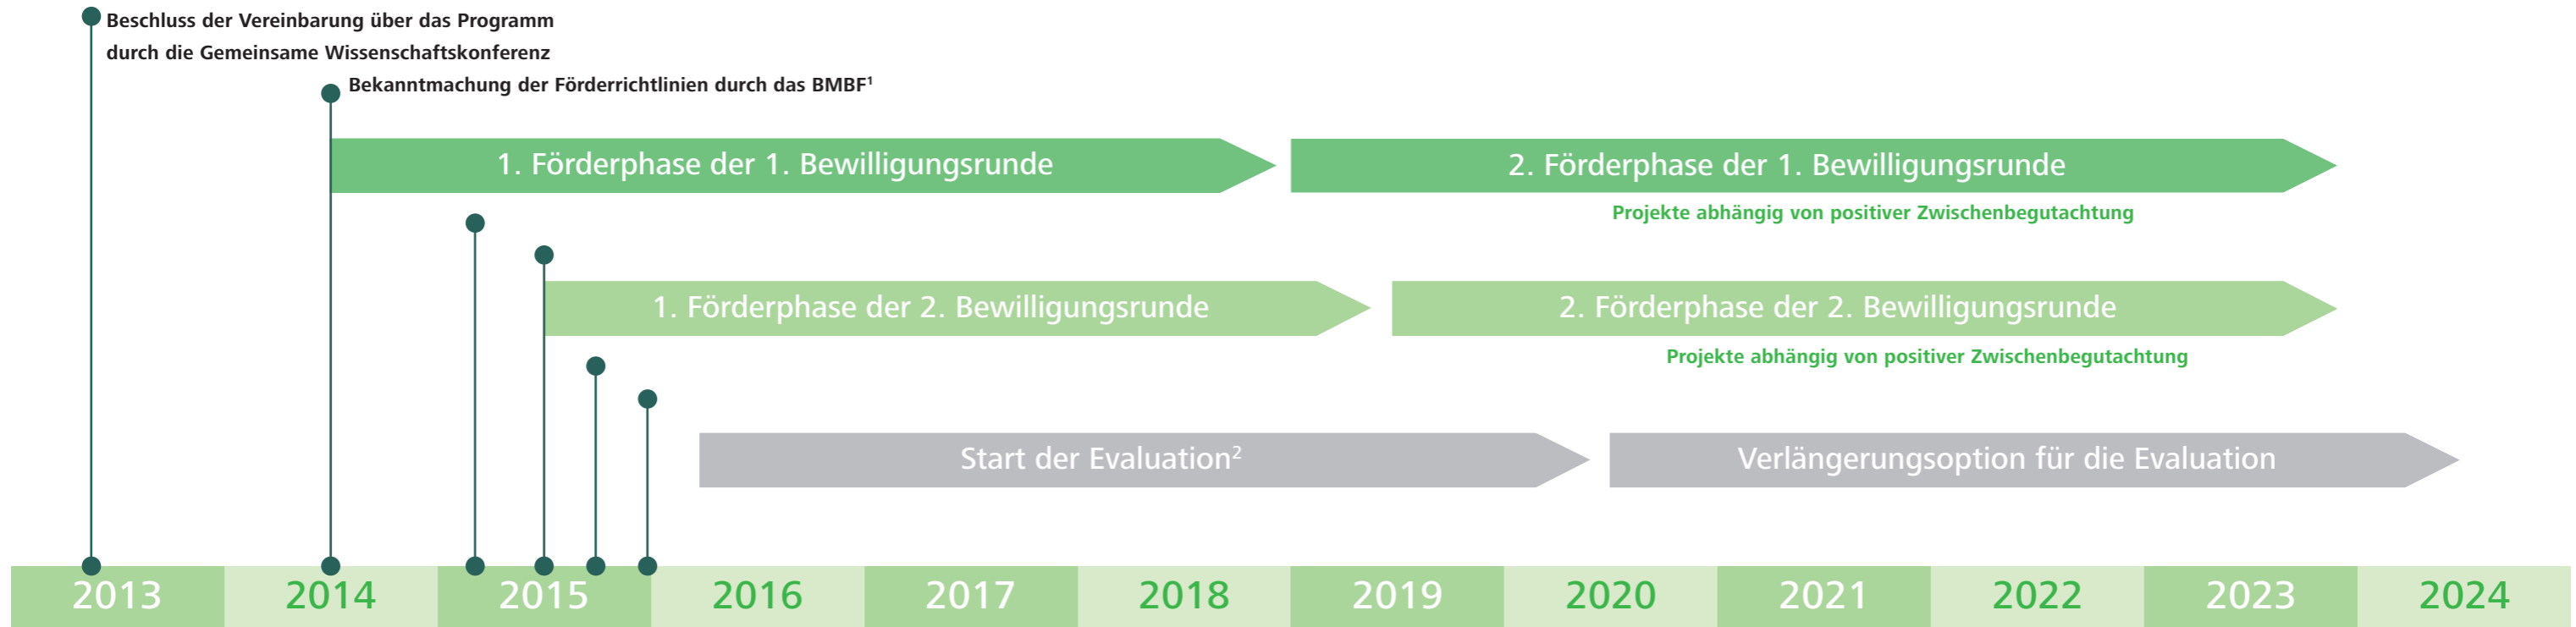 Beschluss der Vereinbarung über das Programm
durch die Gemeinsame Wissenschaftskonferenz
Bekanntmachung der Förderrichtlinien durch das BMBF¹
1. Förderphase der 1. Bewilligungsrunde
2. Förderphase der 1. Bewilligungsrunde
Projekte abhängig von positiver Zwischenbegutachtung
1. Förderphase der 2. Bewilligungsrunde
2. Förderphase der 2. Bewilligungsrunde
Projekte abhängig von positiver Zwischenbegutachtung
Start der Evaluation²
Verlängerungsoption für die Evaluation
2013 2014 2015 2016 2017 2018 2019 2020 2021 2022 2023 2024